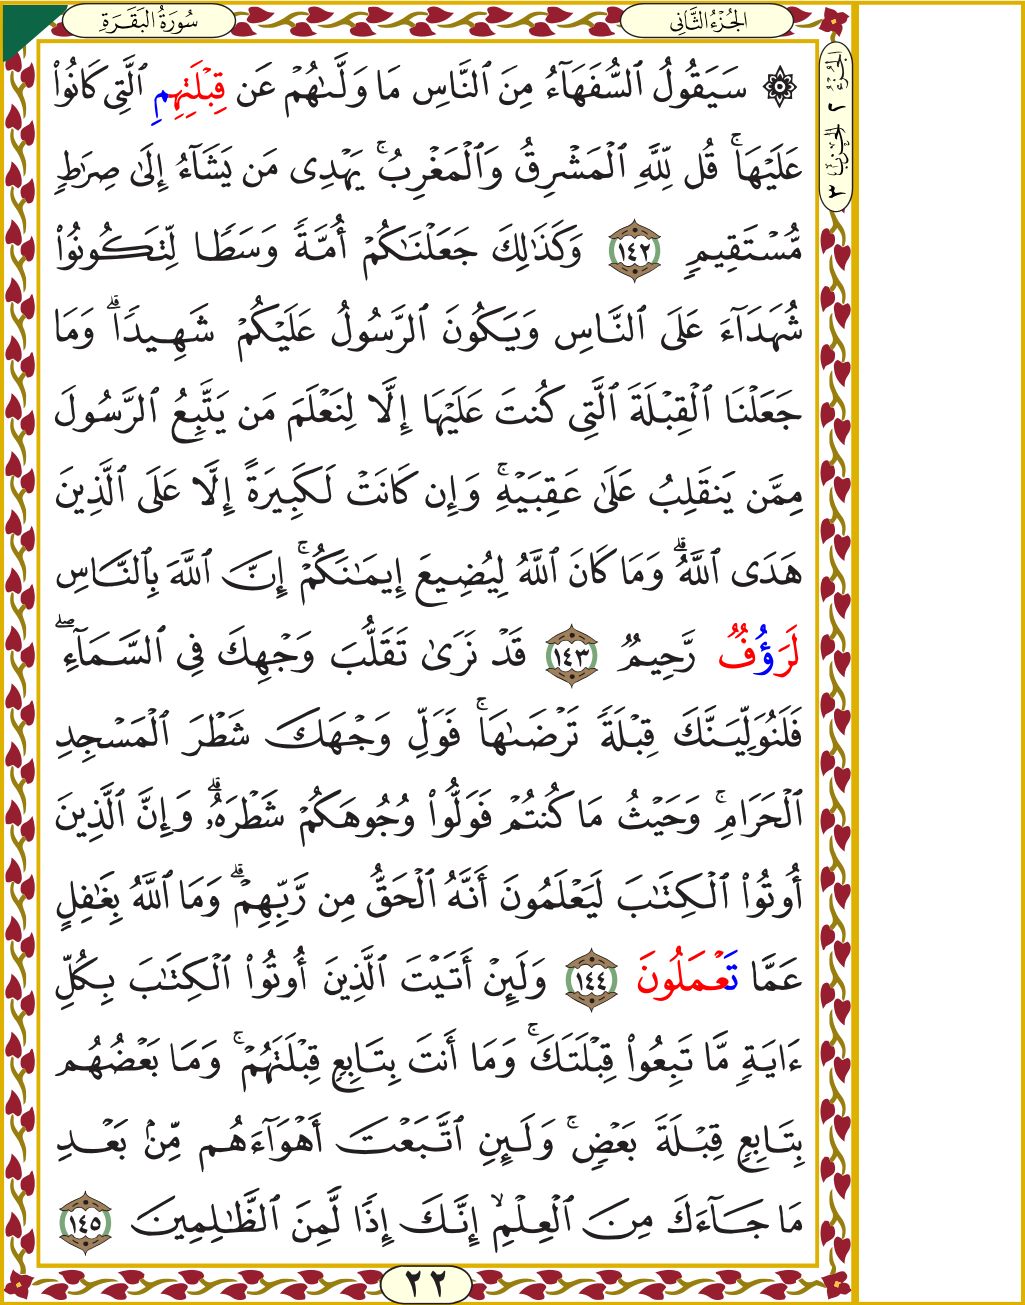 سُورَةُ البَقَرَةِ
الجُزْءُ الثَّانِي
الجُزْءُ ٢ الحِزْبُ ٣
۞ سَيَقُولُ ٱلسُّفَهَآءُ مِنَ ٱلنَّاسِ مَا وَلَّىٰهُمۡ عَن قِبۡلَتِهِمِ ٱلَّتِى كَانُوا۟
عَلَيۡهَاۚ قُل لِّلَّهِ ٱلۡمَشۡرِقُ وَٱلۡمَغۡرِبُۚ يَهۡدِى مَن يَشَآءُ إِلَىٰ صِرَٰطٍ
مُّسۡتَقِيمٍ ١٤٢ وَكَذَٰلِكَ جَعَلۡنَٰكُمۡ أُمَّةً وَسَطًا لِّتَكُونُوا۟
شُهَدَآءَ عَلَى ٱلنَّاسِ وَيَكُونَ ٱلرَّسُولُ عَلَيۡكُمۡ شَهِيدًاۗ وَمَا
جَعَلۡنَا ٱلۡقِبۡلَةَ ٱلَّتِى كُنتَ عَلَيۡهَا إِلَّا لِنَعۡلَمَ مَن يَتَّبِعُ ٱلرَّسُولَ
مِمَّن يَنقَلِبُ عَلَىٰ عَقِبَيۡهِۚ وَإِن كَانَتۡ لَكَبِيرَةً إِلَّا عَلَى ٱلَّذِينَ
هَدَى ٱللَّهُۗ وَمَا كَانَ ٱللَّهُ لِيُضِيعَ إِيمَٰنَكُمۡۚ إِنَّ ٱللَّهَ بِٱلنَّاسِ
لَرَؤُفٌ رَّحِيمٌ ١٤٣ قَدۡ نَرَىٰ تَقَلُّبَ وَجۡهِكَ فِى ٱلسَّمَآءِۖ
فَلَنُوَلِّيَنَّكَ قِبۡلَةً تَرۡضَىٰهَاۚ فَوَلِّ وَجۡهَكَ شَطۡرَ ٱلۡمَسۡجِدِ
ٱلۡحَرَامِۚ وَحَيۡثُ مَا كُنتُمۡ فَوَلُّوا۟ وُجُوهَكُمۡ شَطۡرَهُۥۗ وَإِنَّ ٱلَّذِينَ
أُوتُوا۟ ٱلۡكِتَٰبَ لَيَعۡلَمُونَ أَنَّهُ ٱلۡحَقُّ مِن رَّبِّهِمۡۗ وَمَا ٱللَّهُ بِغَٰفِلٍ
عَمَّا تَعۡمَلُونَ ١٤٤ وَلَئِنۡ أَتَيۡتَ ٱلَّذِينَ أُوتُوا۟ ٱلۡكِتَٰبَ بِكُلِّ
ءَايَةٍ مَّا تَبِعُوا۟ قِبۡلَتَكَۚ وَمَا أَنتَ بِتَابِعٍ قِبۡلَتَهُمۡۚ وَمَا بَعۡضُهُم
بِتَابِعٍ قِبۡلَةَ بَعۡضٍۚ وَلَئِنِ ٱتَّبَعۡتَ أَهۡوَآءَهُم مِّنۢ بَعۡدِ
مَا جَآءَكَ مِنَ ٱلۡعِلۡمِۙ إِنَّكَ إِذًا لَّمِنَ ٱلظَّٰلِمِينَ ١٤٥
٢٢